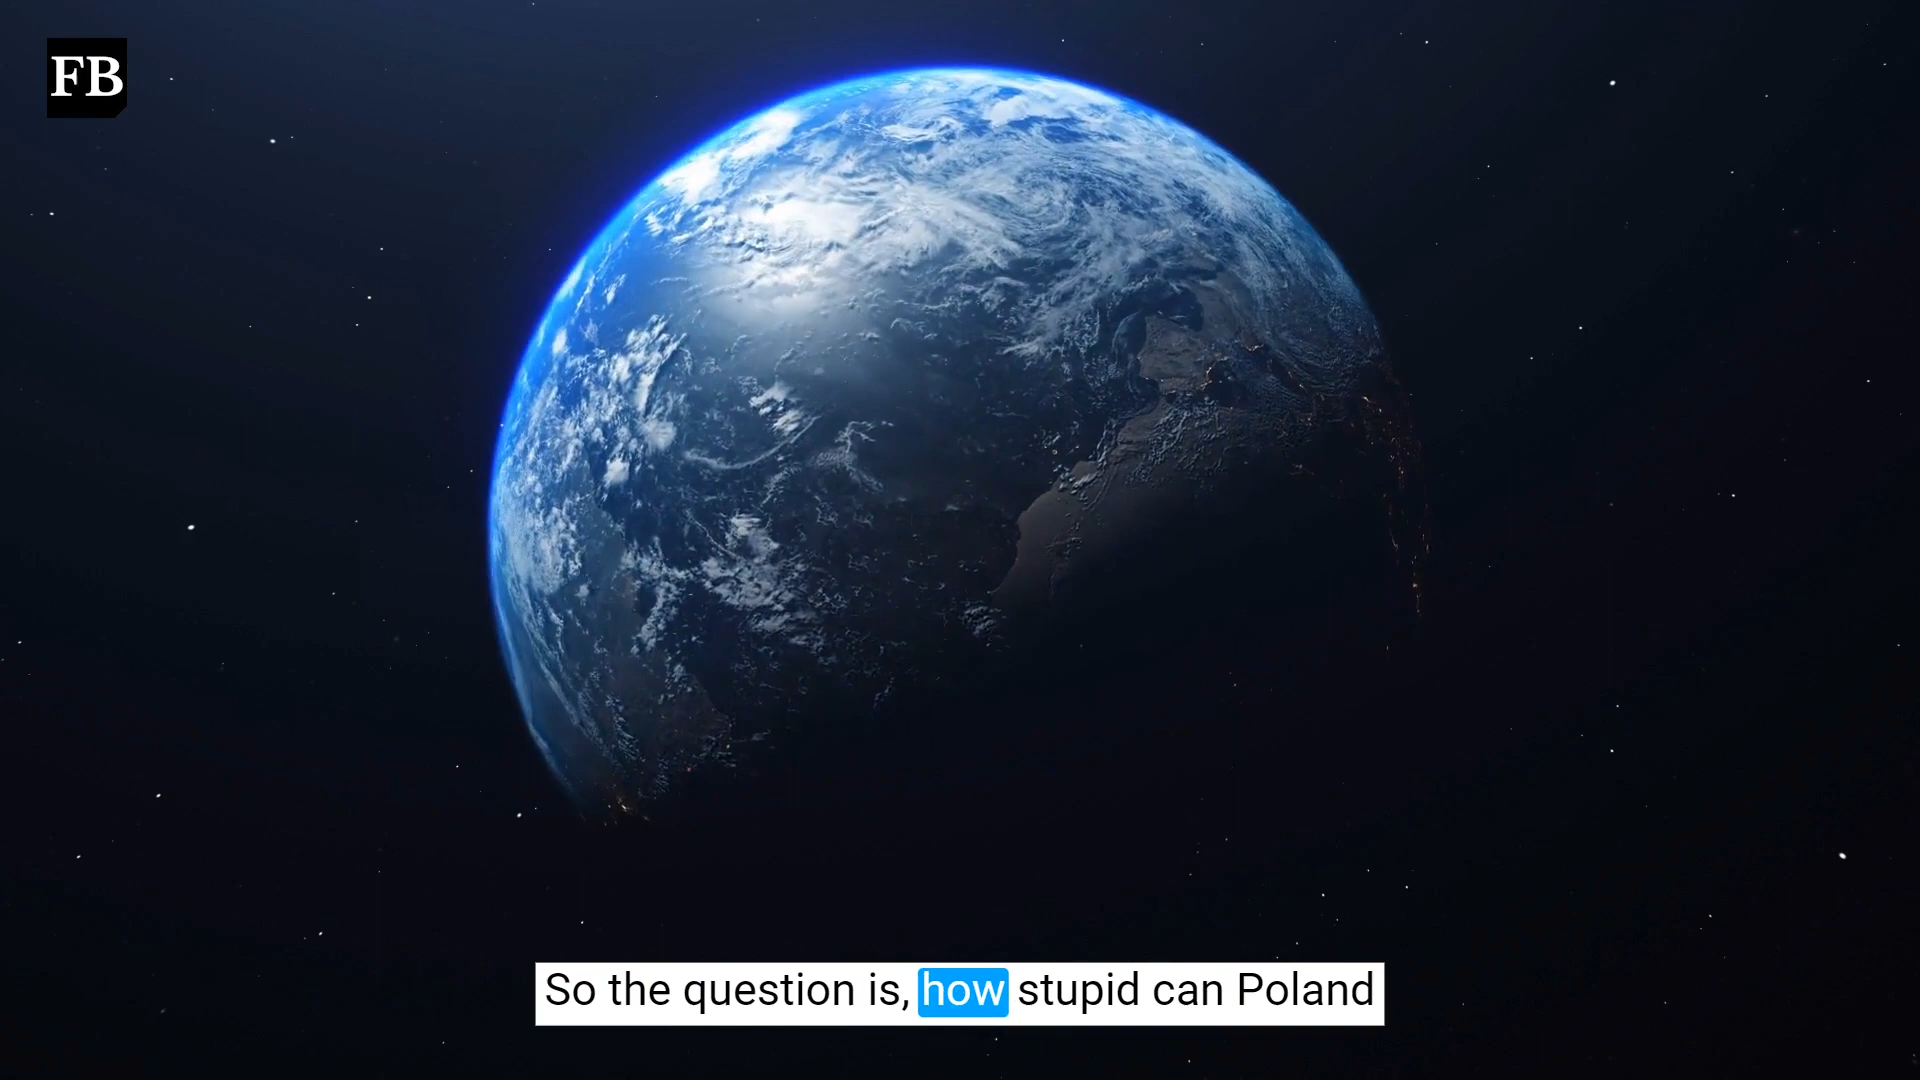 FB
So the question is, how stupid can Poland